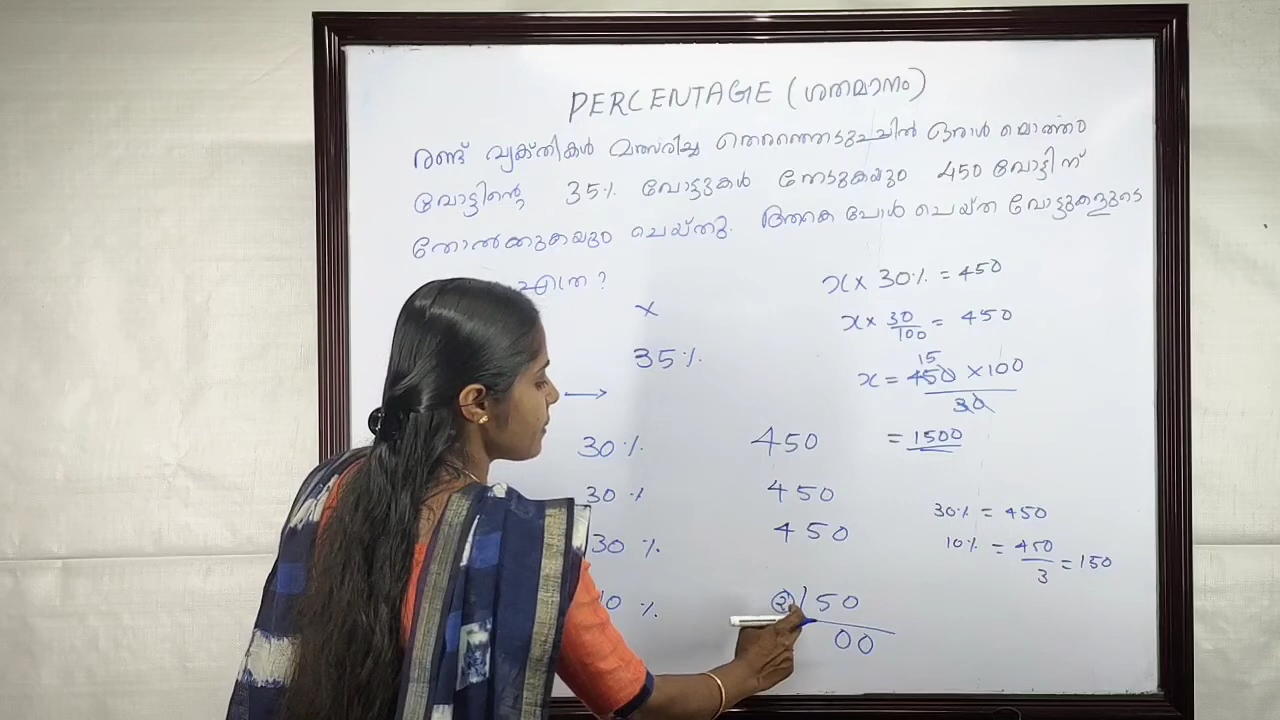 PERCENTAGE (ശതമാനം)
രണ്ട് വ്യക്തികൾ മത്സരിച്ച തെരഞ്ഞെടുപ്പിൽ ഒരാൾ മൊത്തം
വോട്ടിന്റെ 35% വോട്ടുകൾ നേടുകയും 450 വോട്ടിന്
തോൽക്കുകയും ചെയ്തു. ആകെ പോൾ ചെയ്ത വോട്ടുകളുടെ
എത്ര ?
x × 30% = 450
x
x × 30/100 = 450
35%
15
x = 450 × 100
30
→
= 1500
30% 450
30% 450
30% 450
10% 150
00
30% = 450
10% = 450/3 = 150